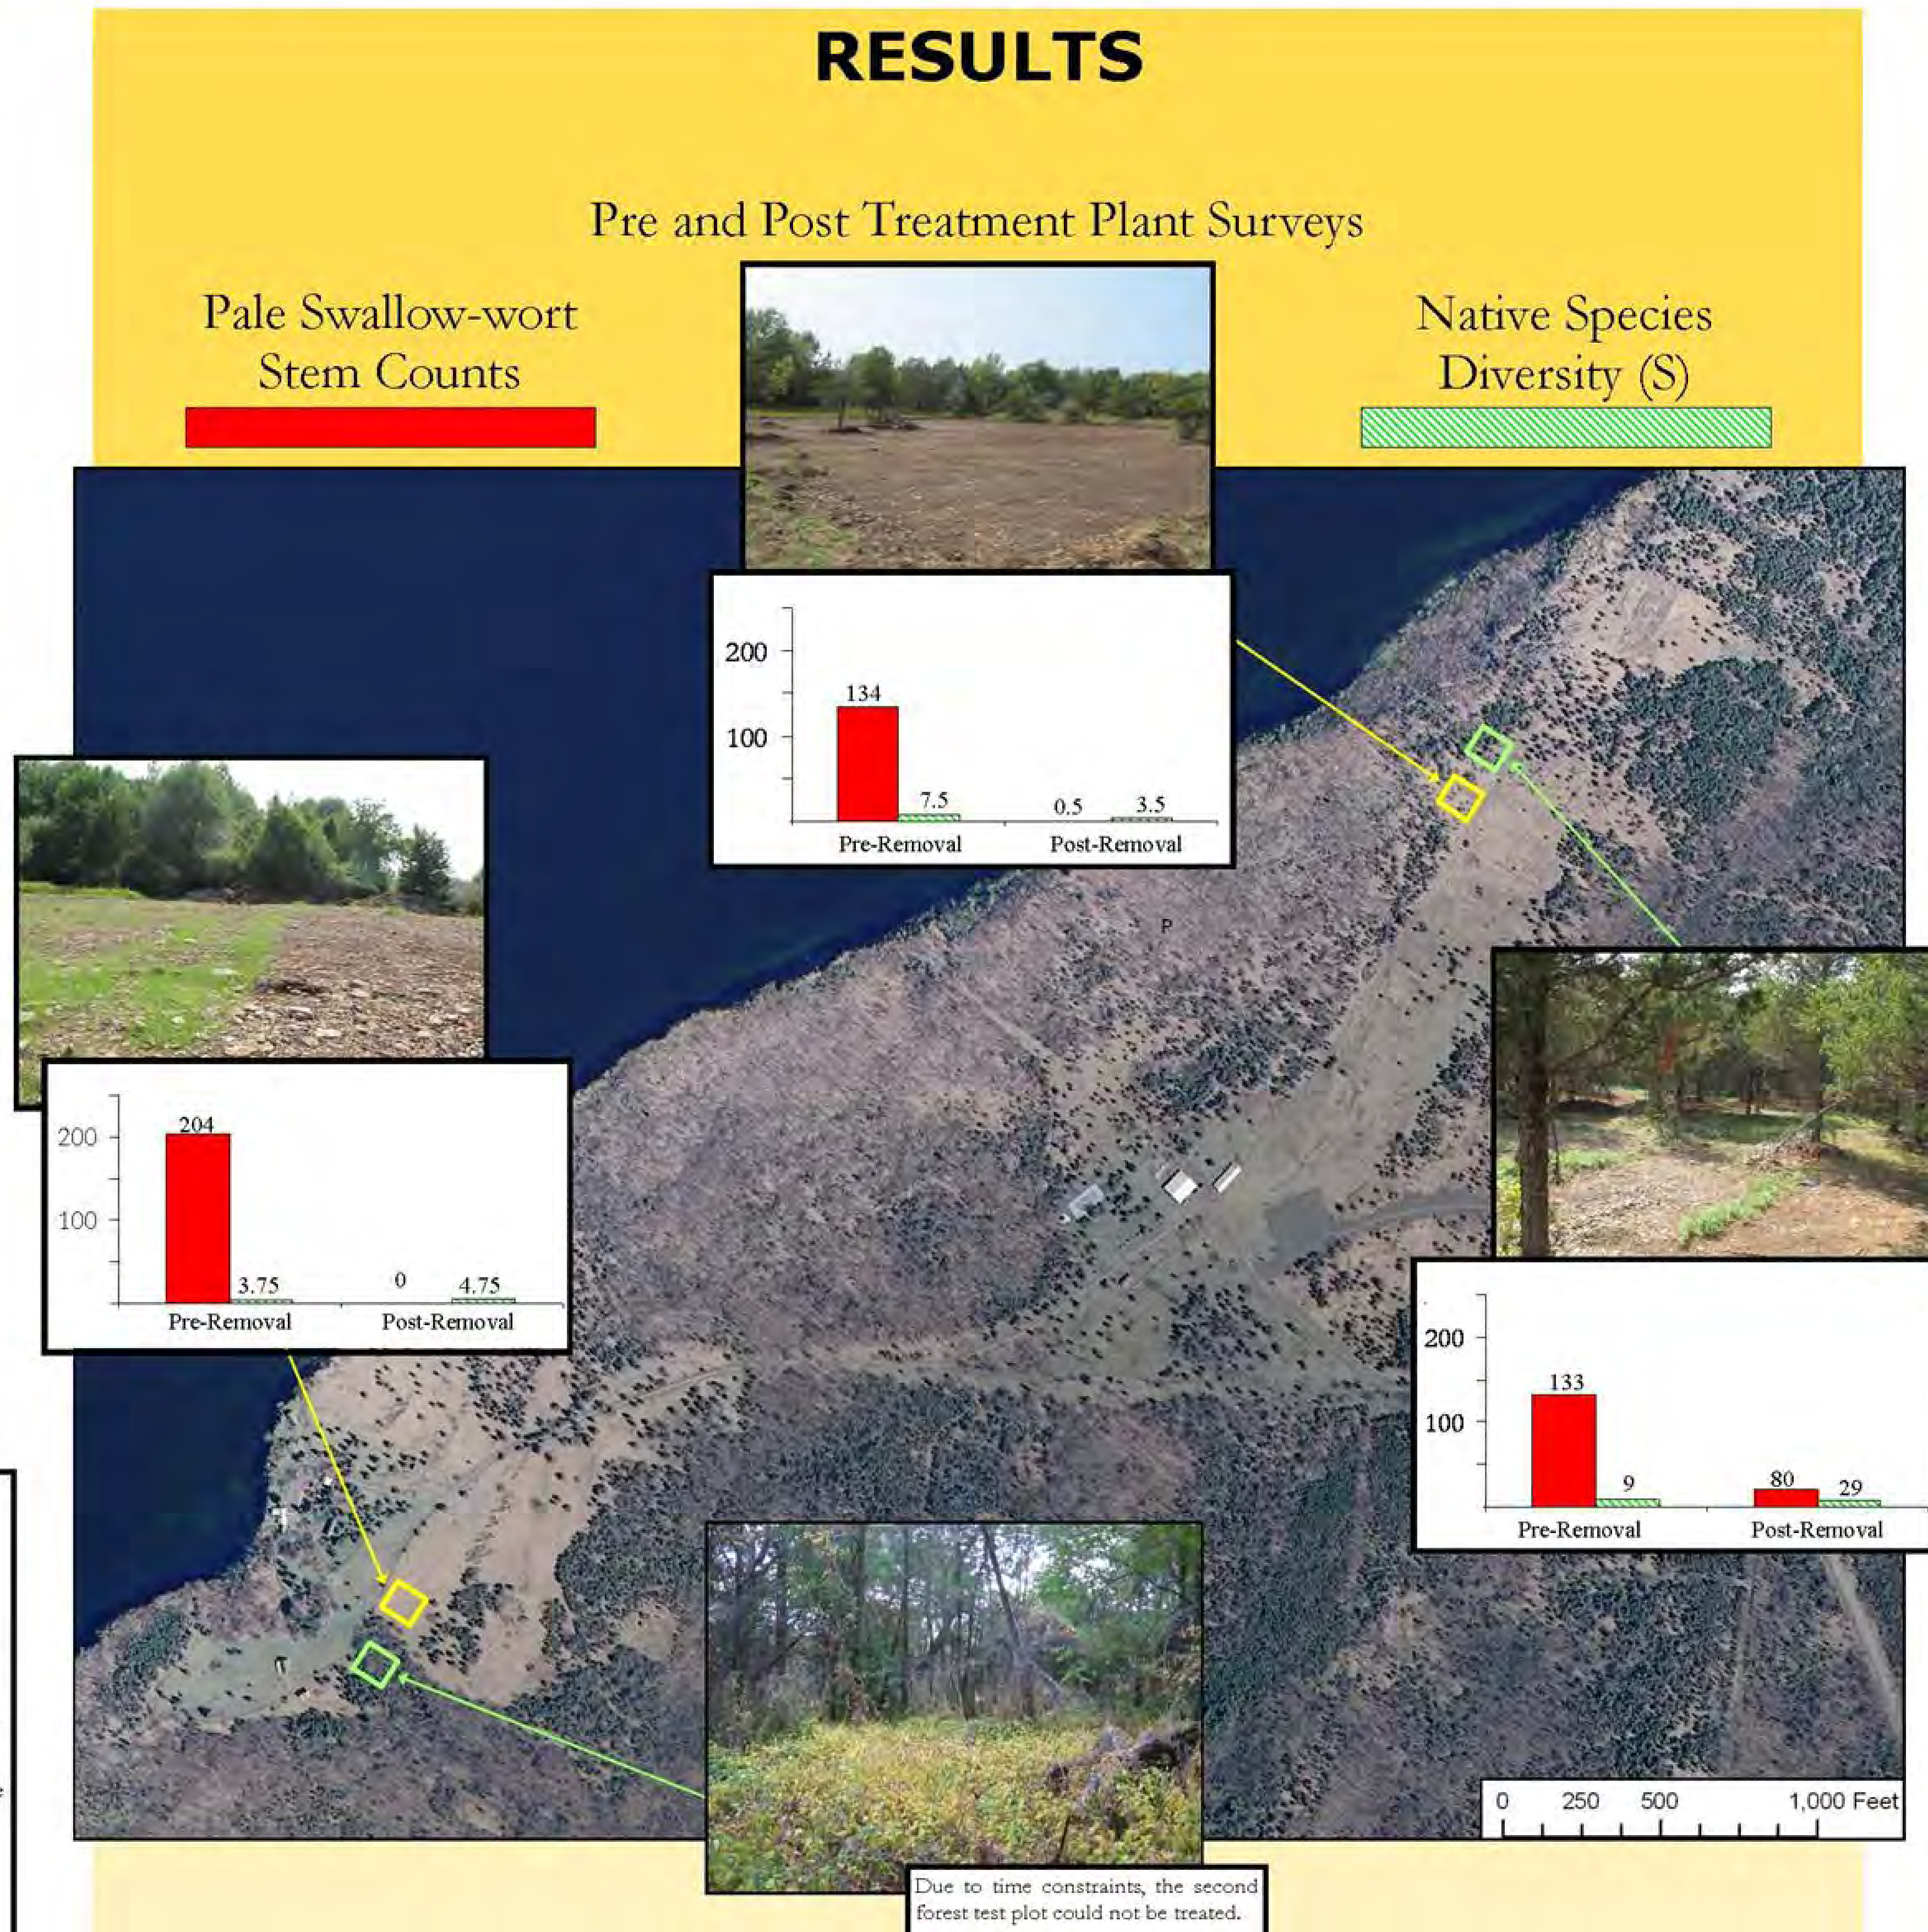 RESULTS
Pre and Post Treatment Plant Surveys
Pale Swallow-wort
Stem Counts
Native Species
Diversity (S)
200
100
134
7.5
0.5
3.5
Pre-Removal
Post-Removal
P
200
100
204
3.75
0
4.75
Pre-Removal
Post-Removal
200
100
133
9
80
29
Pre-Removal
Post-Removal
0 250 500 1,000 Feet
Due to time constraints, the second
forest test plot could not be treated.